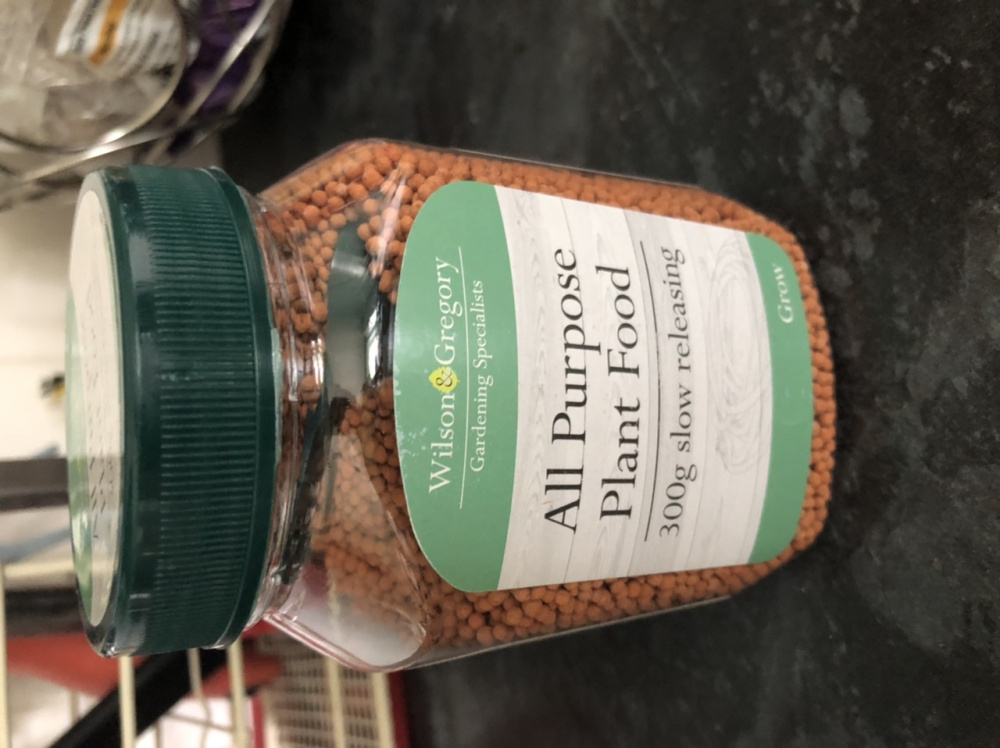 Wilson&Gregory
Gardening Specialists
All Purpose
Plant Food
300g slow releasing
Grow